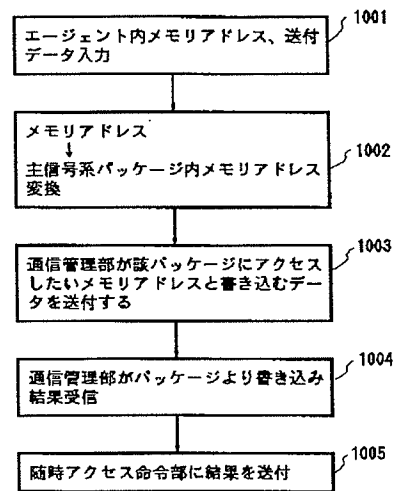 エージェント内メモリアドレス、送付
データ入力
1001
メモリアドレス
↓
主信号系パッケージ内メモリアドレス
変換
1002
通信管理部が該パッケージにアクセス
したいメモリアドレスと書き込むデー
タを送付する
1003
通信管理部がパッケージより書き込み
結果受信
1004
随時アクセス命令部に結果を送付
1005